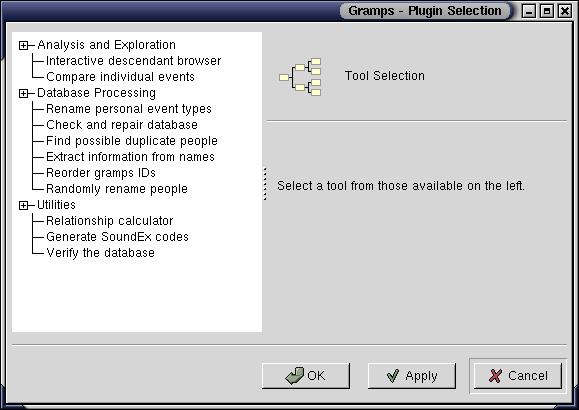 Gramps - Plugin Selection
Analysis and Exploration
Interactive descendant browser
Compare individual events
Database Processing
Rename personal event types
Check and repair database
Find possible duplicate people
Extract information from names
Reorder gramps IDs
Randomly rename people
Utilities
Relationship calculator
Generate SoundEx codes
Verify the database
Tool Selection
Select a tool from those available on the left.
OK
Apply
Cancel